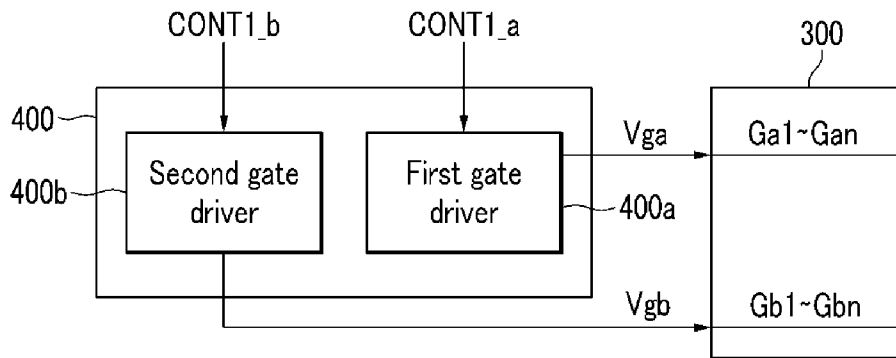 CONT1_b
CONT1_a
300
400
Vga
Ga1~Gan
400b
Second gate
driver
First gate
driver
400a
Vgb
Gb1~Gbn